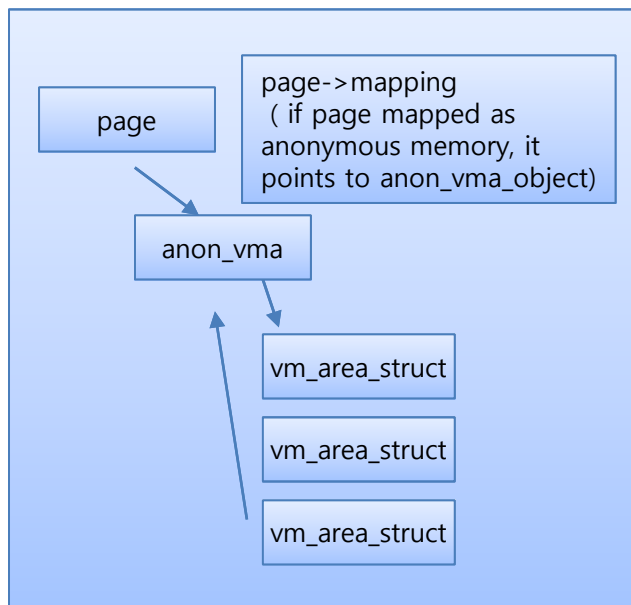 page
page->mapping
( if page mapped as
anonymous memory, it
points to anon_vma_object)
anon_vma
vm_area_struct
vm_area_struct
vm_area_struct